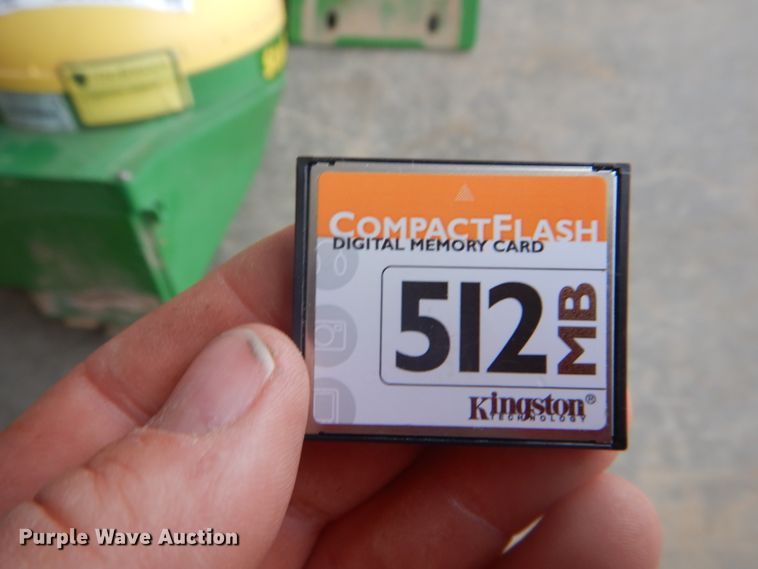 COMPACTFLASH
DIGITAL MEMORY CARD
512
MB
Kingston®
TECHNOLOGY
Purple Wave Auction